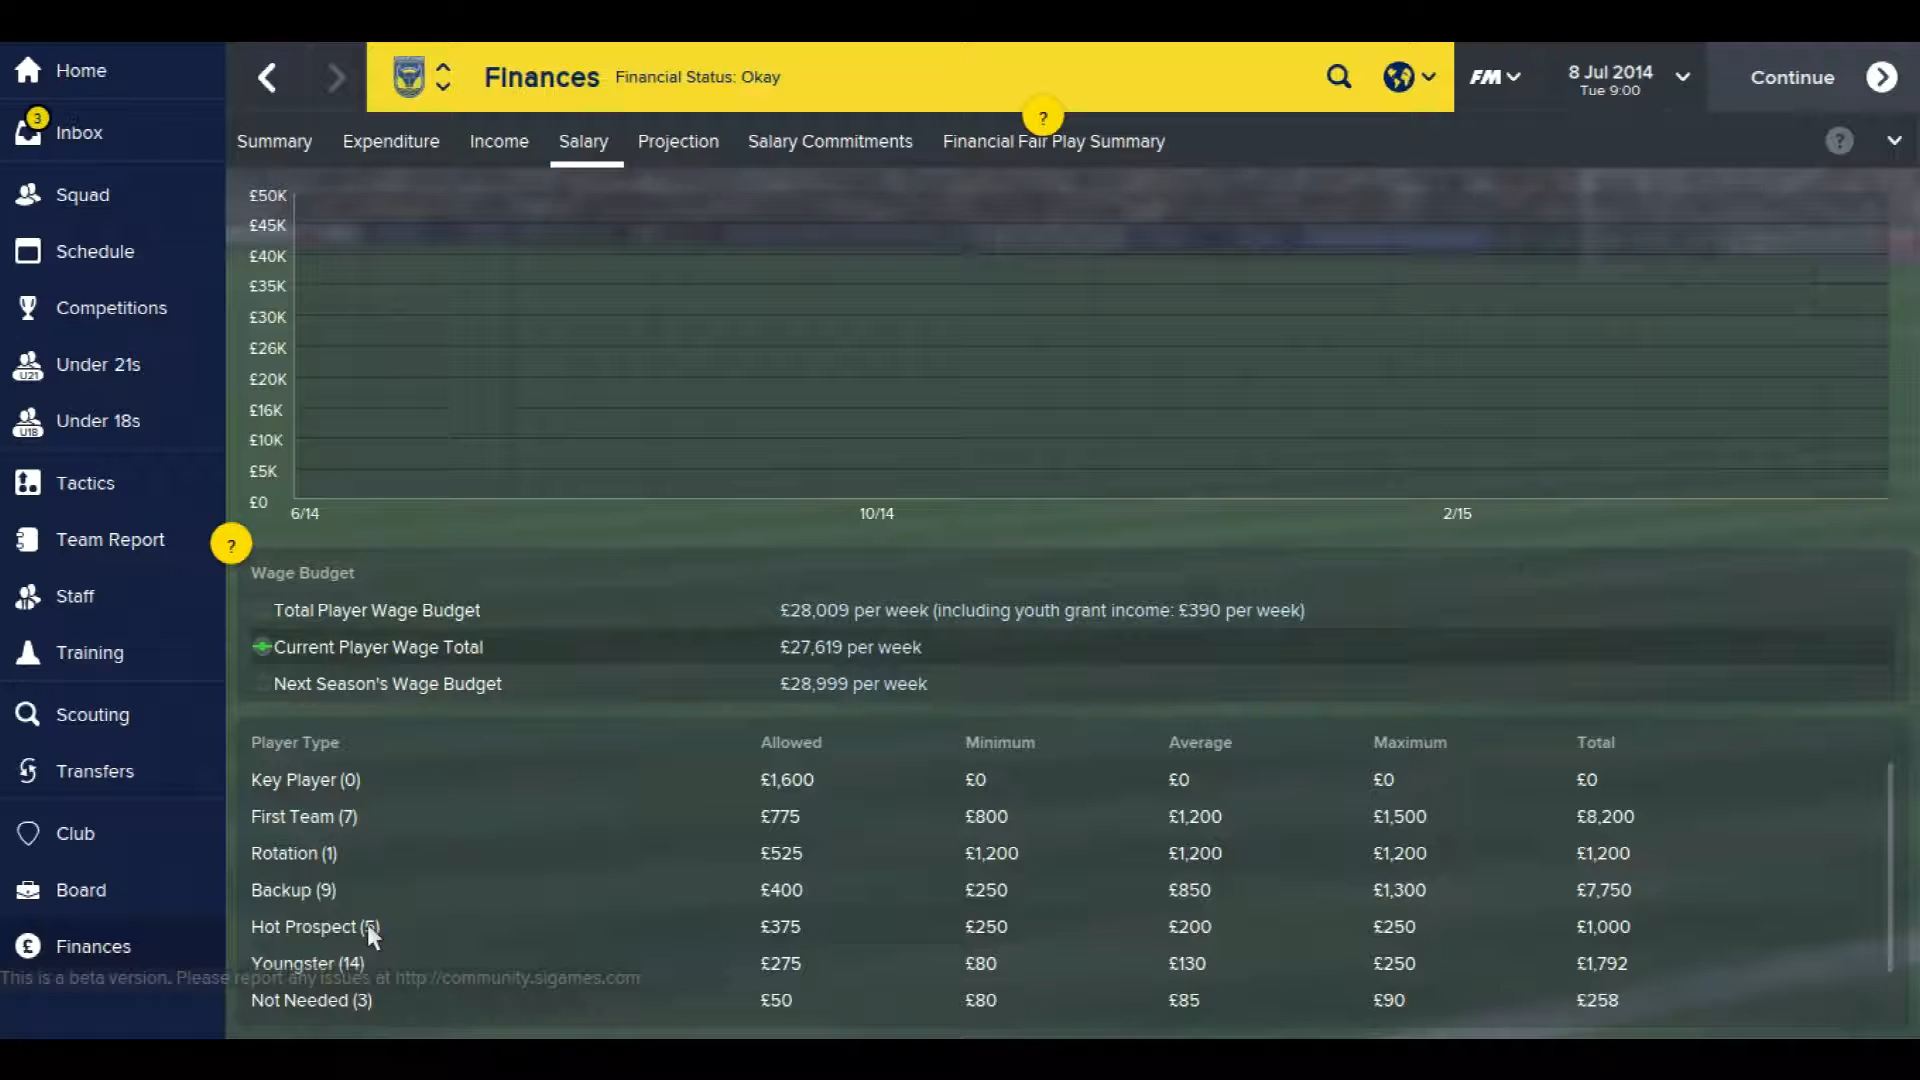 Home
3
Inbox
Squad
Schedule
Competitions
Under 21s
U21
Under 18s
U18
Tactics
Team Report
Staff
Training
Scouting
Transfers
Club
Board
£ Finances
This is a beta version. Please report any issues at http://community.sigames.com
Finances Financial Status: Okay
FM
8 Jul 2014
Tue 9:00
Continue
?
Summary Expenditure Income Salary Projection Salary Commitments Financial Fair Play Summary ?
£50K
£45K
£40K
£35K
£30K
£26K
£20K
£16K
£10K
£5K
£0
6/14 10/14 2/15
?
Wage Budget
Total Player Wage Budget £28,009 per week (including youth grant income: £390 per week)
Current Player Wage Total £27,619 per week
Next Season's Wage Budget £28,999 per week
Player Type Allowed Minimum Average Maximum Total
Key Player (0) £1,600 £0 £0 £0 £0
First Team (7) £775 £800 £1,200 £1,500 £8,200
Rotation (1) £525 £1,200 £1,200 £1,200 £1,200
Backup (9) £400 £250 £850 £1,300 £7,750
Hot Prospect (5) £375 £250 £200 £250 £1,000
Youngster (14) £275 £80 £130 £250 £1,792
Not Needed (3) £50 £80 £85 £90 £258